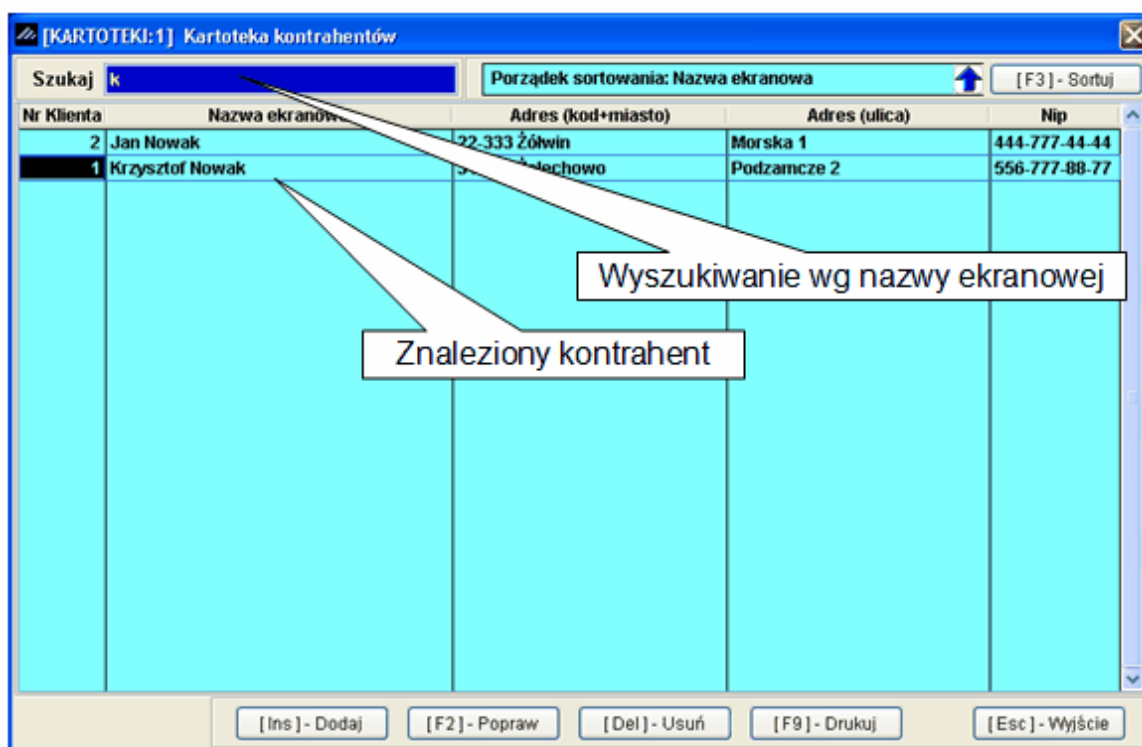 [KARTOTEKI:1] Kartoteka kontrahentów
Szukaj k Porządek sortowania: Nazwa ekranowa [F3] - Sortuj
Nr Klienta Nazwa Adres (kod+miasto) Adres (ulica) Nip
2 Jan Nowak 22-333 Żółwin Morska 1 444-777-44-44
1 Krzysztof Nowak Podzamcze 2 556-777-88-77
Wyszukiwanie wg nazwy ekranowej
Znaleziony kontrahent
[Ins] - Dodaj [F2] - Popraw [Del] - Usuń [F9] - Drukuj [Esc] - Wyjście